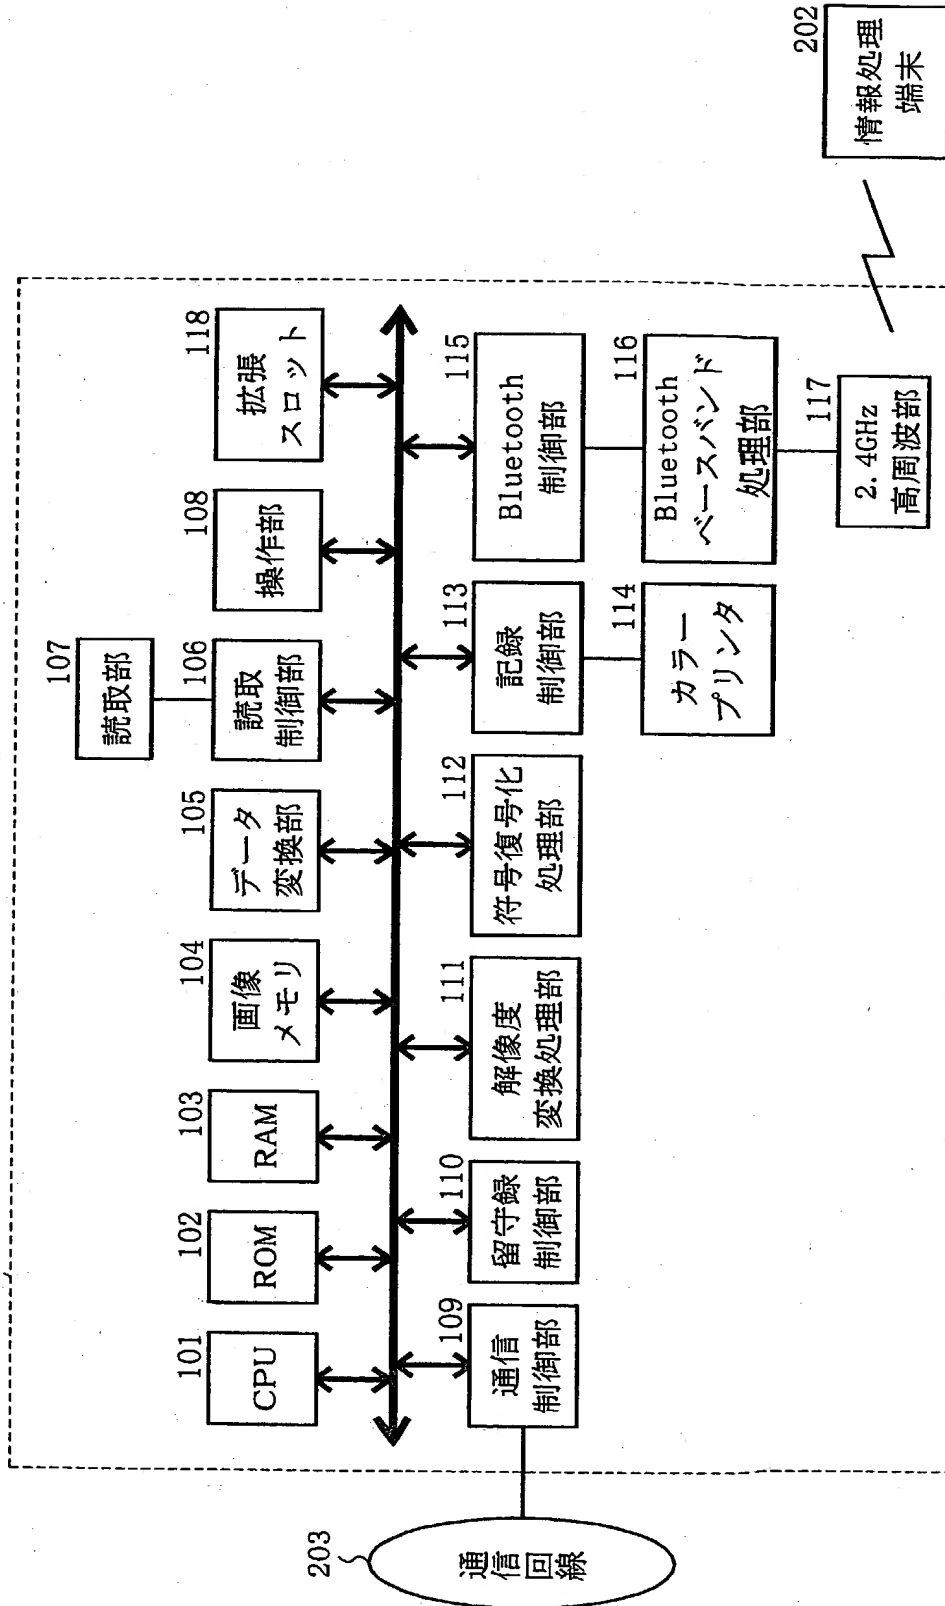 101
CPU
102
ROM
103
RAM
104
画像
メモリ
105
データ
変換部
107
読取部
106
読取
制御部
108
操作部
118
拡張
スロット
109
通信
制御部
110
留守録
制御部
111
解像度
変換処理部
112
符号復号化
処理部
113
記録
制御部
114
カラー
プリンタ
115
Bluetooth
制御部
116
Bluetooth
ベースバンド
処理部
117
2.4GHz
高周波部
203
通信回線
202
情報処理
端末